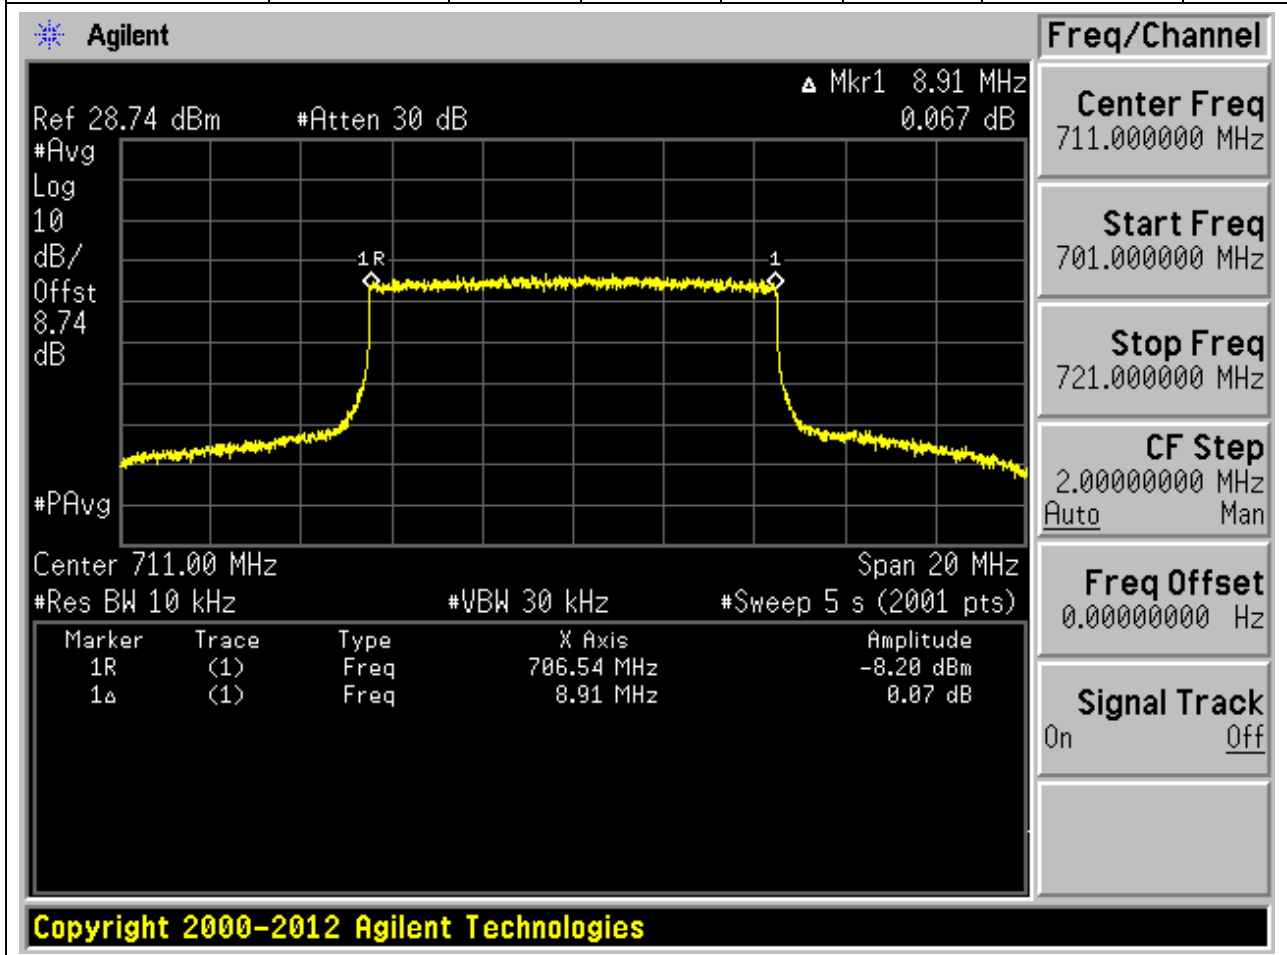 Agilent
Freq/Channel
▵ Mkr1 8.91 MHz
Ref 28.74 dBm #Atten 30 dB 0.067 dB
#Avg
Log
10
dB/
Offst
8.74
dB
1R
1
#PAvg
Center 711.00 MHz Span 20 MHz
#Res BW 10 kHz #VBW 30 kHz #Sweep 5 s (2001 pts)
Marker Trace Type X Axis Amplitude
1R (1) Freq 706.54 MHz -8.20 dBm
1▵ (1) Freq 8.91 MHz 0.07 dB
Center Freq
711.000000 MHz
Start Freq
701.000000 MHz
Stop Freq
721.000000 MHz
CF Step
2.00000000 MHz
Auto Man
Freq Offset
0.00000000 Hz
Signal Track
On Off
Copyright 2000-2012 Agilent Technologies